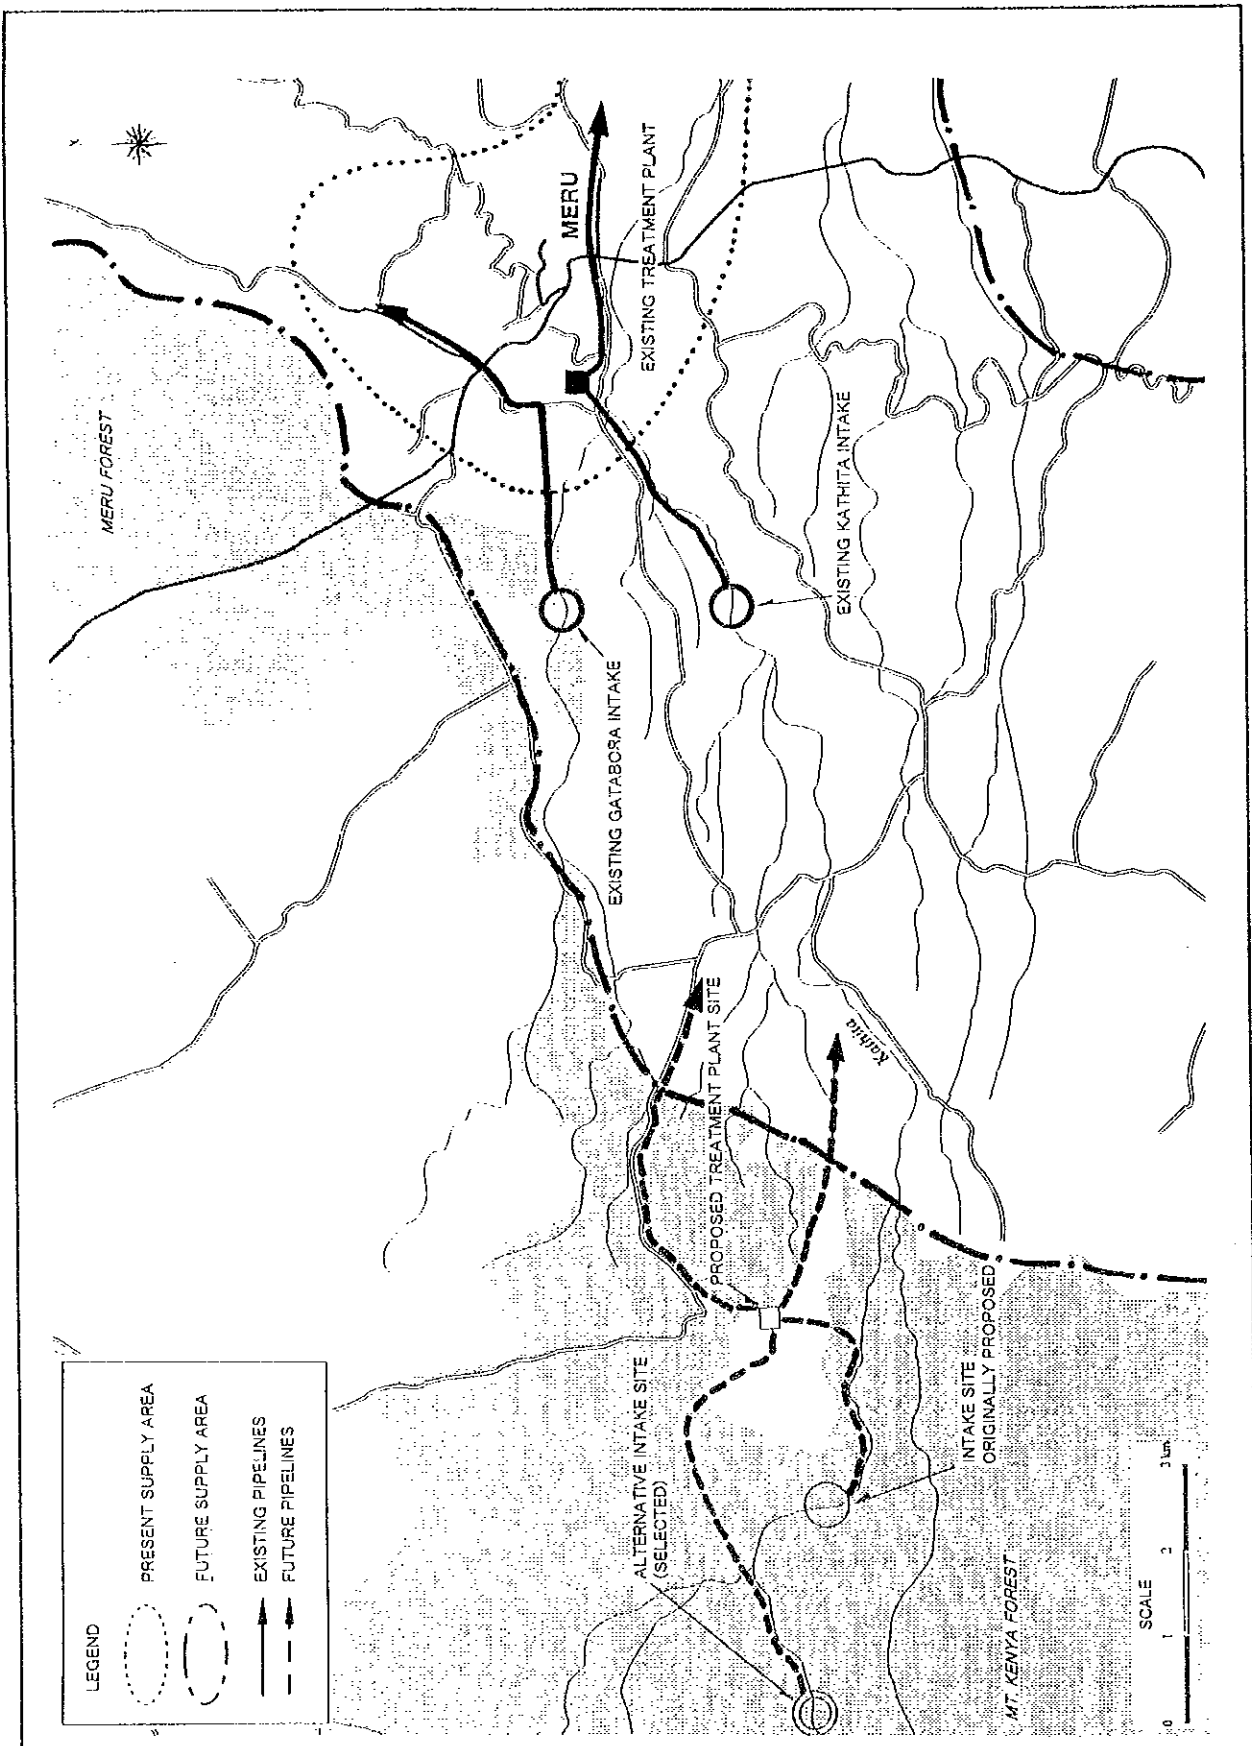 LEGEND
PRESENT SUPPLY AREA
FUTURE SUPPLY AREA
EXISTING PIPELINES
FUTURE PIPELINES
MERU FOREST
MERU
EXISTING TREATMENT PLANT
EXISTING GATABORA INTAKE
EXISTING KATHITA INTAKE
PROPOSED TREATMENT PLANT SITE
Kathita
ALTERNATIVE INTAKE SITE
(SELECTED)
INTAKE SITE
ORIGINALLY PROPOSED
MT. KENYA FOREST
SCALE
0 1 2 3 km